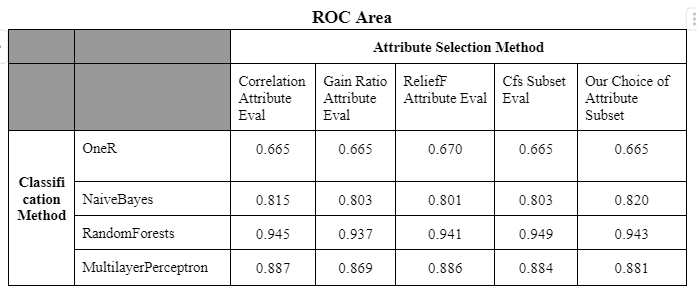 ROC Area
Attribute Selection Method
Correlation Attribute Eval
Gain Ratio Attribute Eval
ReliefF Attribute Eval
Cfs Subset Eval
Our Choice of Attribute Subset
Classification Method
OneR 0.665 0.665 0.670 0.665 0.665
NaiveBayes 0.815 0.803 0.801 0.803 0.820
RandomForests 0.945 0.937 0.941 0.949 0.943
MultilayerPerceptron 0.887 0.869 0.886 0.884 0.881